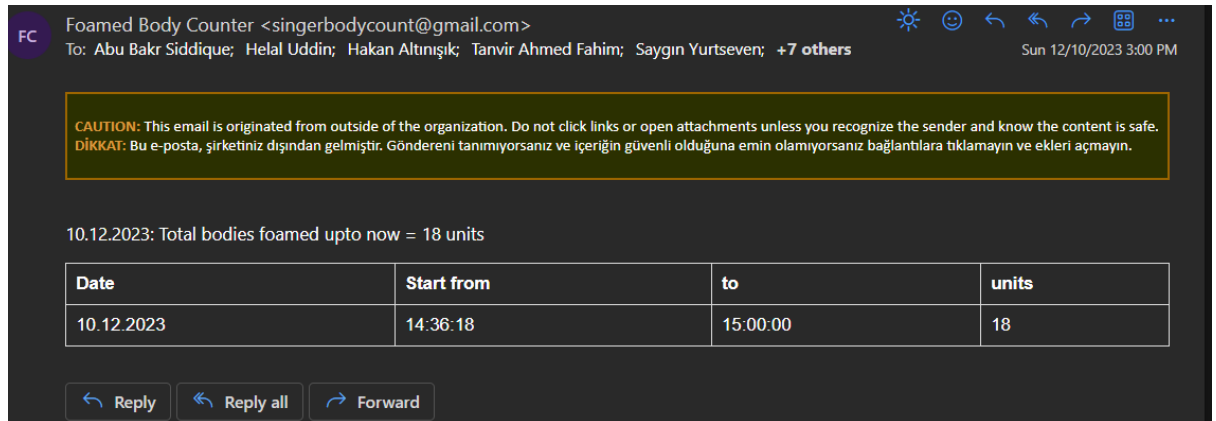 FC
Foamed Body Counter <singerbodycount@gmail.com>
To: Abu Bakr Siddique; Helal Uddin; Hakan Altınışık; Tanvir Ahmed Fahim; Saygın Yurtseven; +7 others
Sun 12/10/2023 3:00 PM
CAUTION: This email is originated from outside of the organization. Do not click links or open attachments unless you recognize the sender and know the content is safe.
DİKKAT: Bu e-posta, şirketiniz dışından gelmiştir. Göndereni tanımıyorsanız ve içeriğin güvenli olduğuna emin olamıyorsanız bağlantılara tıklamayın ve ekleri açmayın.
10.12.2023: Total bodies foamed upto now = 18 units
Date Start from to units
10.12.2023 14:36:18 15:00:00 18
Reply Reply all Forward